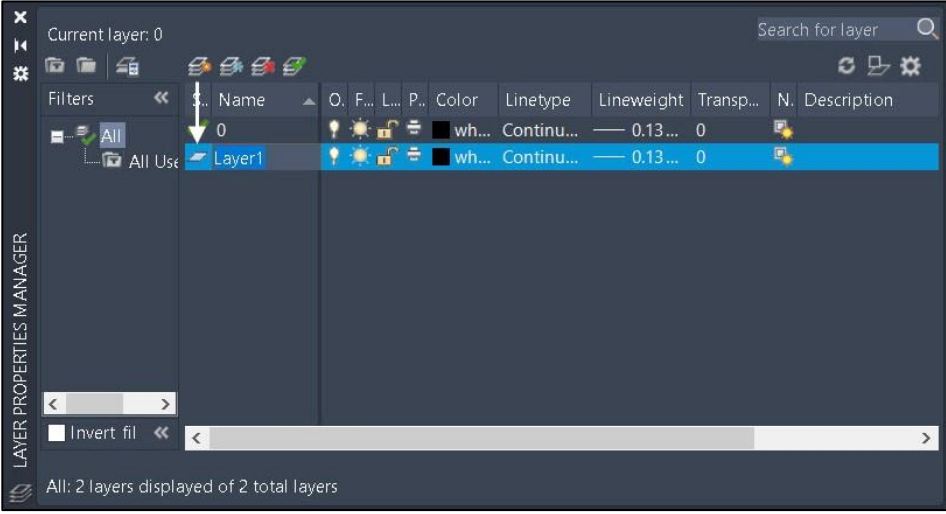 Current layer: 0
Search for layer
Filters
S.. Name O. F... L... P.. Color Linetype Lineweight Transp... N. Description
All
0 wh... Continu... 0.13... 0
All Use
Layer1 wh... Continu... 0.13... 0
Invert fil
All: 2 layers displayed of 2 total layers
LAYER PROPERTIES MANAGER